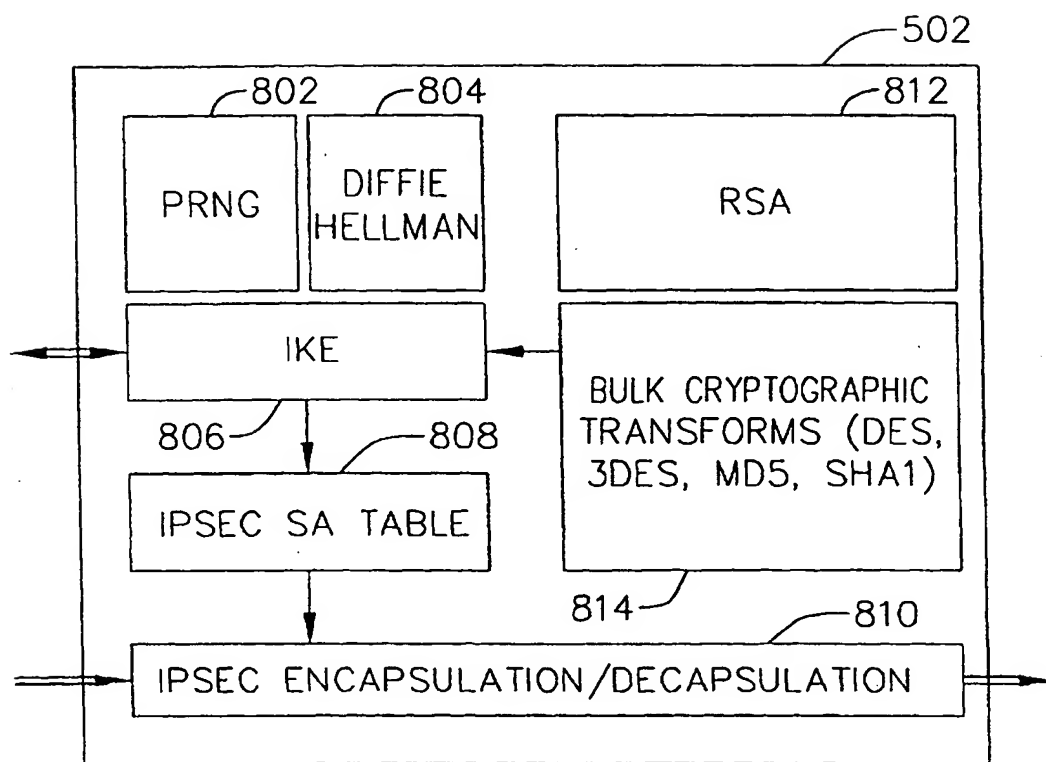 502
802
804
812
PRNG
DIFFIE
HELLMAN
RSA
IKE
BULK CRYPTOGRAPHIC
TRANSFORMS (DES,
3DES, MD5, SHA1)
806
808
IPSEC SA TABLE
814
810
IPSEC ENCAPSULATION/DECAPSULATION